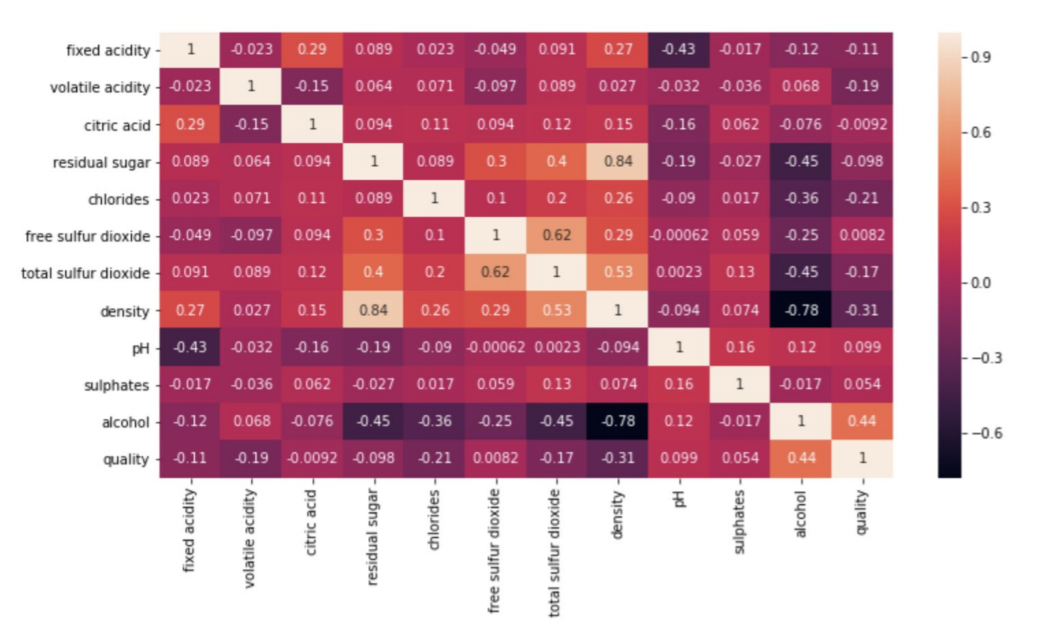 fixed acidity 1 -0.023 0.29 0.089 0.023 -0.049 0.091 0.27 -0.43 -0.017 -0.12 -0.11
volatile acidity -0.023 1 -0.15 0.064 0.071 -0.097 0.089 0.027 -0.032 -0.036 0.068 -0.19
citric acid 0.29 -0.15 1 0.094 0.11 0.094 0.12 0.15 -0.16 0.062 -0.076 -0.0092
residual sugar 0.089 0.064 0.094 1 0.089 0.3 0.4 0.84 -0.19 -0.027 -0.45 -0.098
chlorides 0.023 0.071 0.11 0.089 1 0.1 0.2 0.26 -0.09 0.017 -0.36 -0.21
free sulfur dioxide -0.049 -0.097 0.094 0.3 0.1 1 0.62 0.29 -0.00062 0.059 -0.25 0.0082
total sulfur dioxide 0.091 0.089 0.12 0.4 0.2 0.62 1 0.53 0.0023 0.13 -0.45 -0.17
density 0.27 0.027 0.15 0.84 0.26 0.29 0.53 1 -0.094 0.074 -0.78 -0.31
pH -0.43 -0.032 -0.16 -0.19 -0.09 -0.00062 0.0023 -0.094 1 0.16 0.12 0.099
sulphates -0.017 -0.036 0.062 -0.027 0.017 0.059 0.13 0.074 0.16 1 -0.017 0.054
alcohol -0.12 0.068 -0.076 -0.45 -0.36 -0.25 -0.45 -0.78 0.12 -0.017 1 0.44
quality -0.11 -0.19 -0.0092 -0.098 -0.21 0.0082 -0.17 -0.31 0.099 0.054 0.44 1
fixed acidity
volatile acidity
citric acid
residual sugar
chlorides
free sulfur dioxide
total sulfur dioxide
density
pH
sulphates
alcohol
quality
0.9
0.6
0.3
0.0
−0.3
−0.6